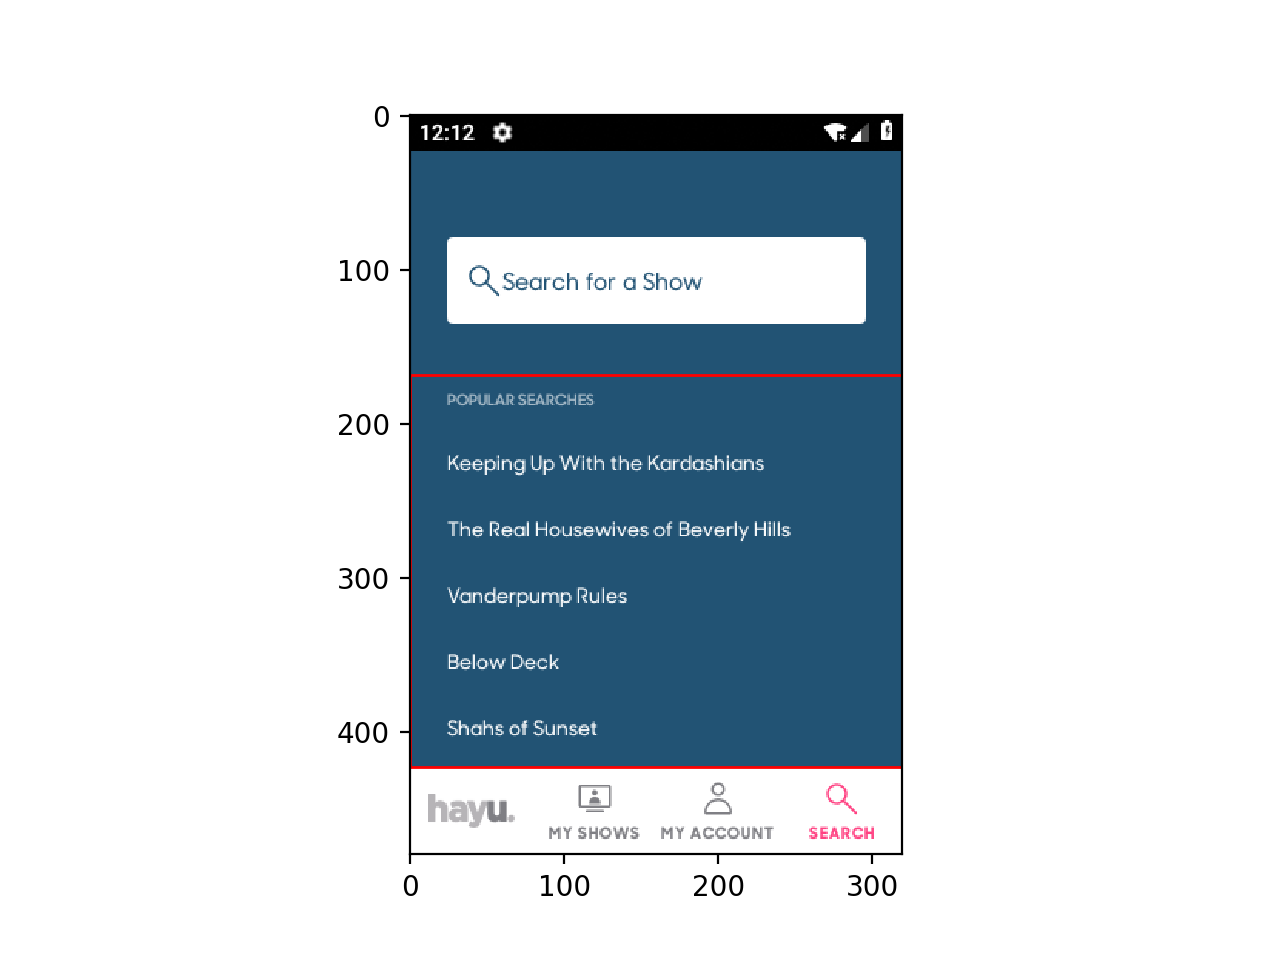 0
12:12
100
Search for a Show
POPULAR SEARCHES
200
Keeping Up With the Kardashians
The Real Housewives of Beverly Hills
300
Vanderpump Rules
Below Deck
400
Shahs of Sunset
hayu.
MY SHOWS
MY ACCOUNT
SEARCH
0 100 200 300